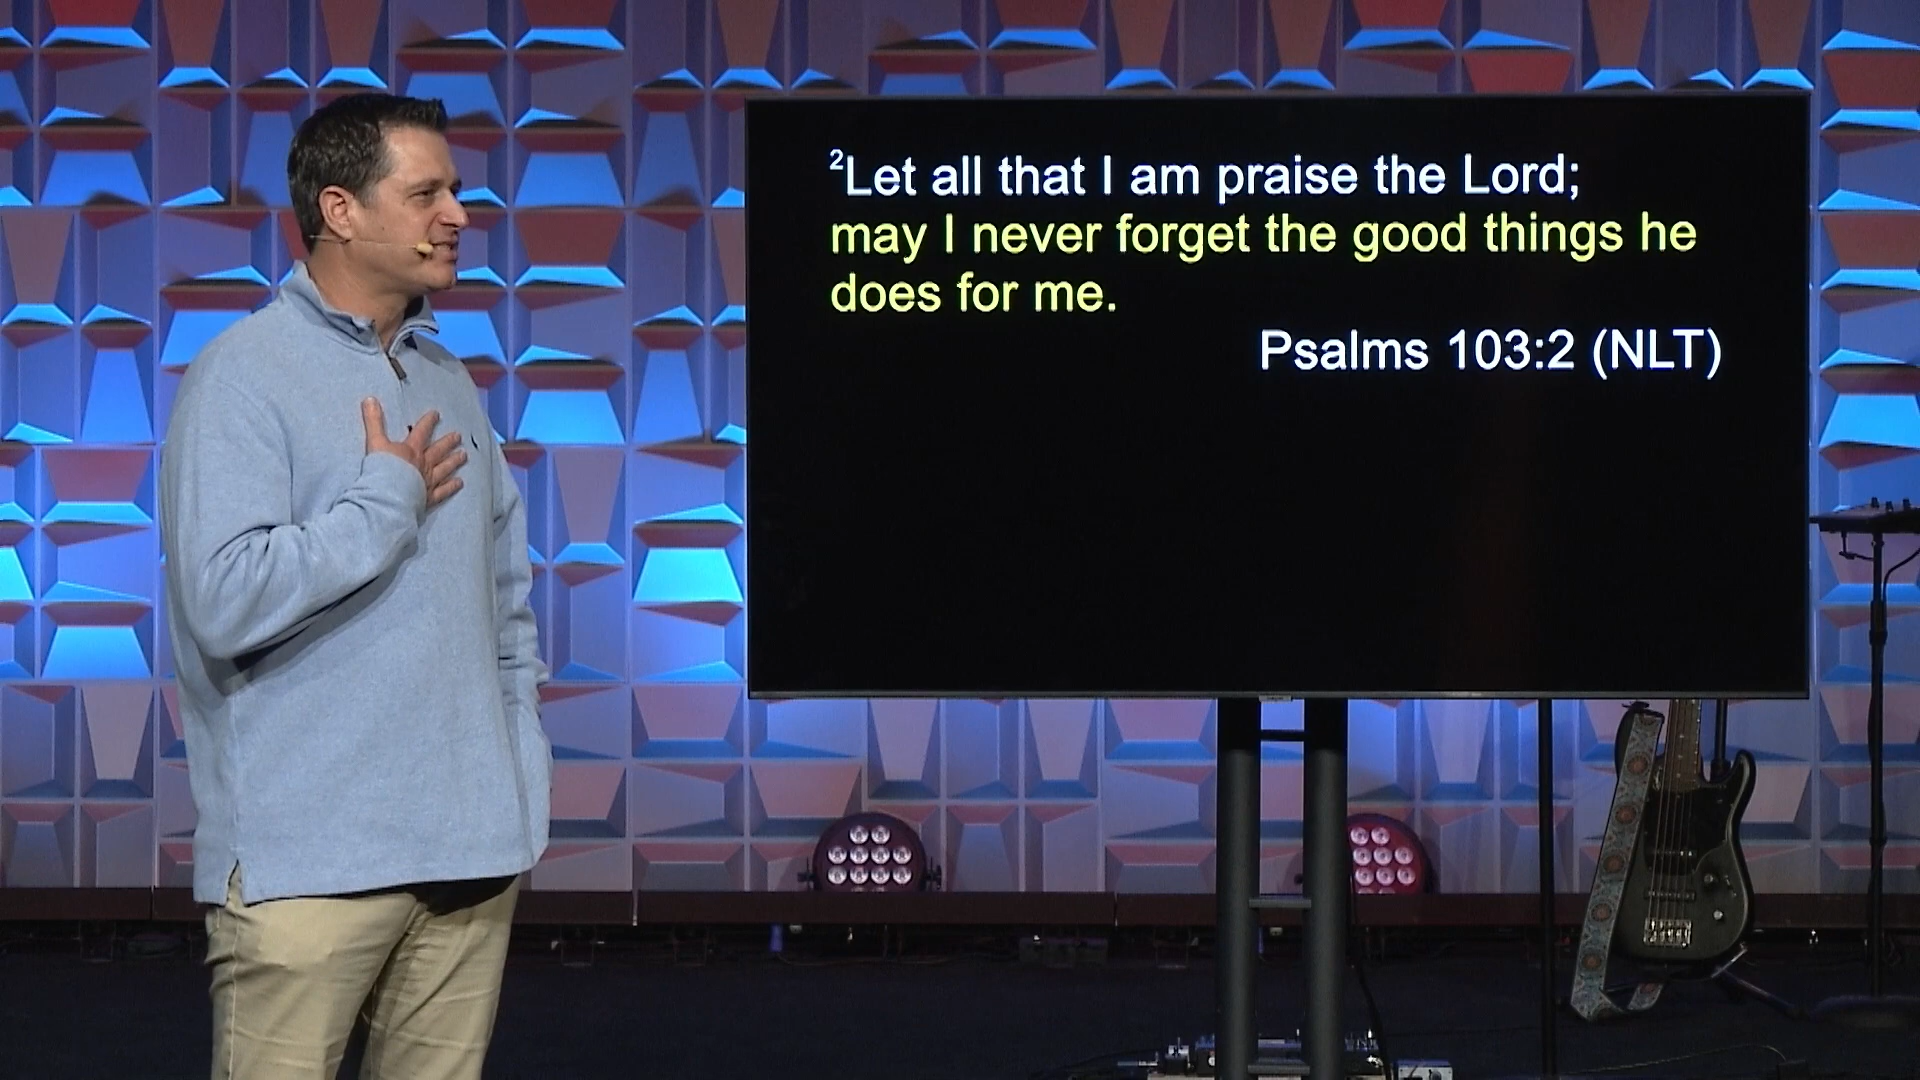 ²Let all that I am praise the Lord;
may I never forget the good things he
does for me.
Psalms 103:2 (NLT)